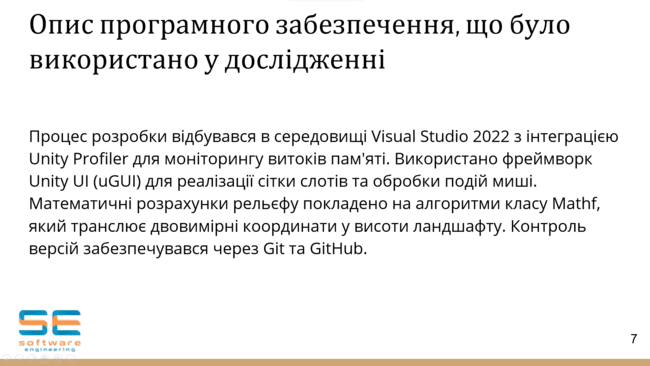 Опис програмного забезпечення, що було
використано у дослідженні
Процес розробки відбувався в середовищі Visual Studio 2022 з інтеграцією
Unity Profiler для моніторингу витоків пам'яті. Використано фреймворк
Unity UI (uGUI) для реалізації сітки слотів та обробки подій миші.
Математичні розрахунки рельєфу покладено на алгоритми класу Mathf,
який транслює двовимірні координати у висоти ландшафту. Контроль
версій забезпечувався через Git та GitHub.
SE
software
engineering
7